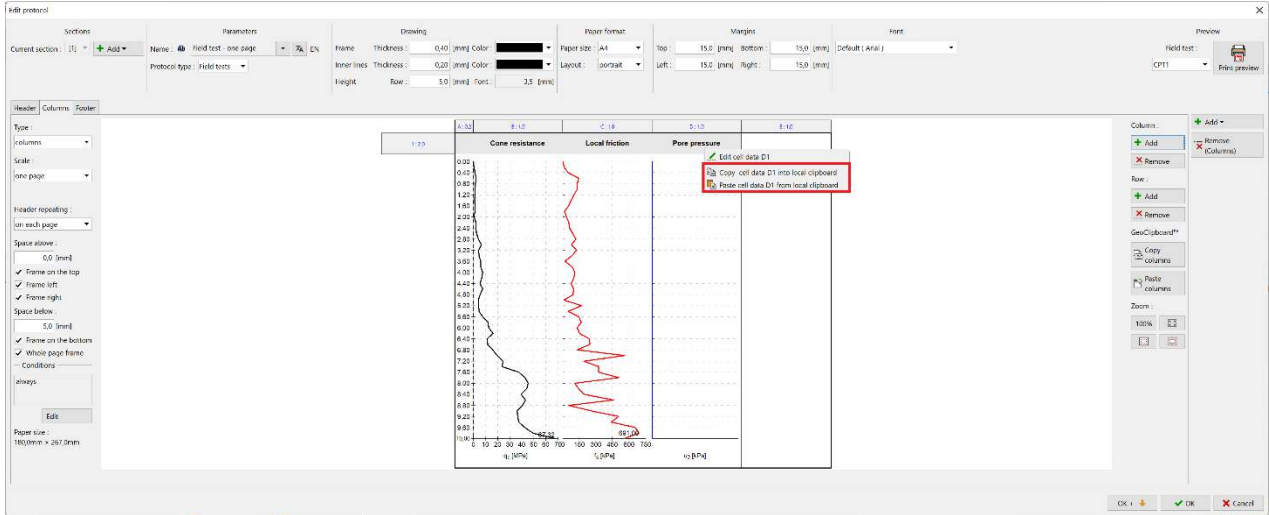 Edit protocol
Sections
Parameters
Drawing
Paper format
Margins
Font
Preview
Current section : [1] + Add
Name : Field test - one page EN
Frame Thickness : 0,40 [mm] Color :
Paper size : A4
Top : 15,0 [mm] Bottom : 15,0 [mm]
Default ( Arial )
Field test :
Protocol type : Field tests
Inner lines Thickness : 0,20 [mm] Color :
Layout : portrait
Left : 15,0 [mm] Right : 15,0 [mm]
CPT1
Print preview
Height Row : 5,0 [mm] Font : 3,5 [mm]
Header Columns Footer
Type :
columns
Scale :
one page
Header repeating :
on each page
Space above :
0,0 [mm]
Frame on the top
Frame left
Frame right
Space below :
5,0 [mm]
Frame on the bottom
Whole page frame
Conditions
always
Edit
Paper size :
180,0mm × 267,0mm
Cone resistance Local friction Pore pressure
Edit cell data D1
Copy cell data D1 into local clipboard
Paste cell data D1 from local clipboard
0.00
0.40
0.80
1.20
1.60
2.00
2.40
2.80
3.20
3.60
4.00
4.40
4.80
5.20
5.60
6.00
6.40
6.80
7.20
7.60
8.00
8.40
8.80
9.20
9.60
10.00
0 10 20 30 40 50 60 700 150 300 450 600 750
Column :
+ Add
Remove
Row :
+ Add
Remove
GeoClipboard™
Copy
columns
Paste
columns
Zoom :
100%
+ Add
Remove
(Columns)
OK + OK Cancel